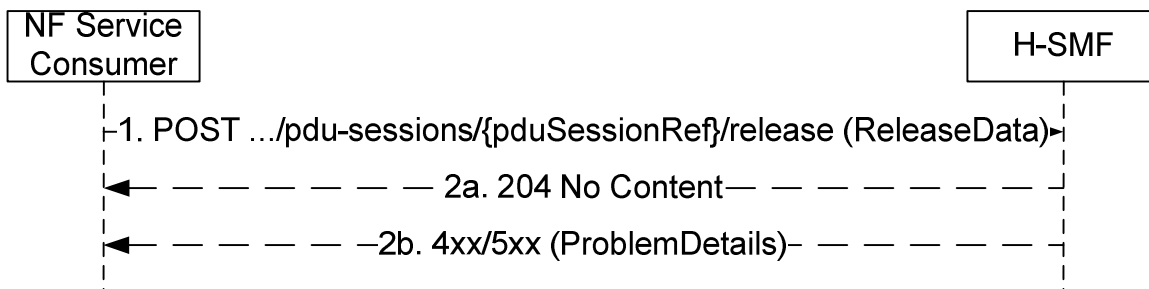 NF Service
Consumer
H-SMF
1. POST .../pdu-sessions/{pduSessionRef}/release (ReleaseData)
2a. 204 No Content
2b. 4xx/5xx (ProblemDetails)